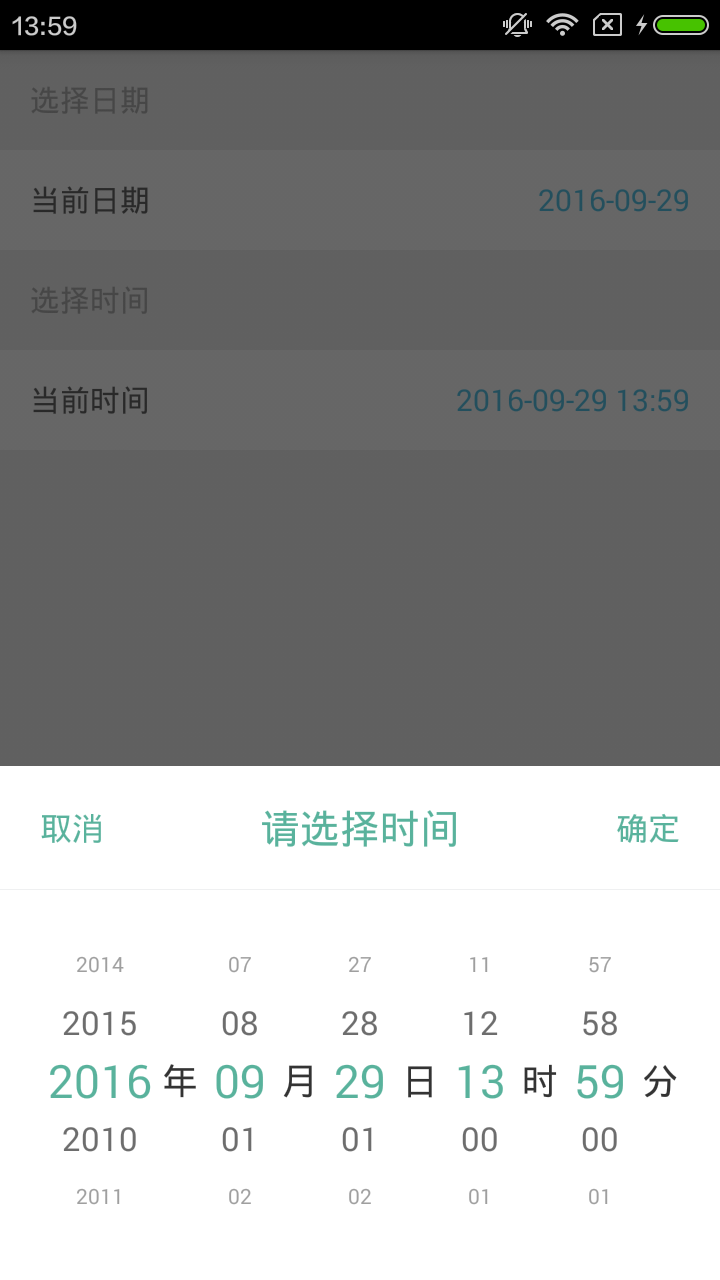 13:59
选择日期
当前日期 2016-09-29
选择时间
当前时间 2016-09-29 13:59
取消 请选择时间 确定
2014 07 27 11 57
2015 08 28 12 58
2016 年 09 月 29 日 13 时 59 分
2010 01 01 00 00
2011 02 02 01 01